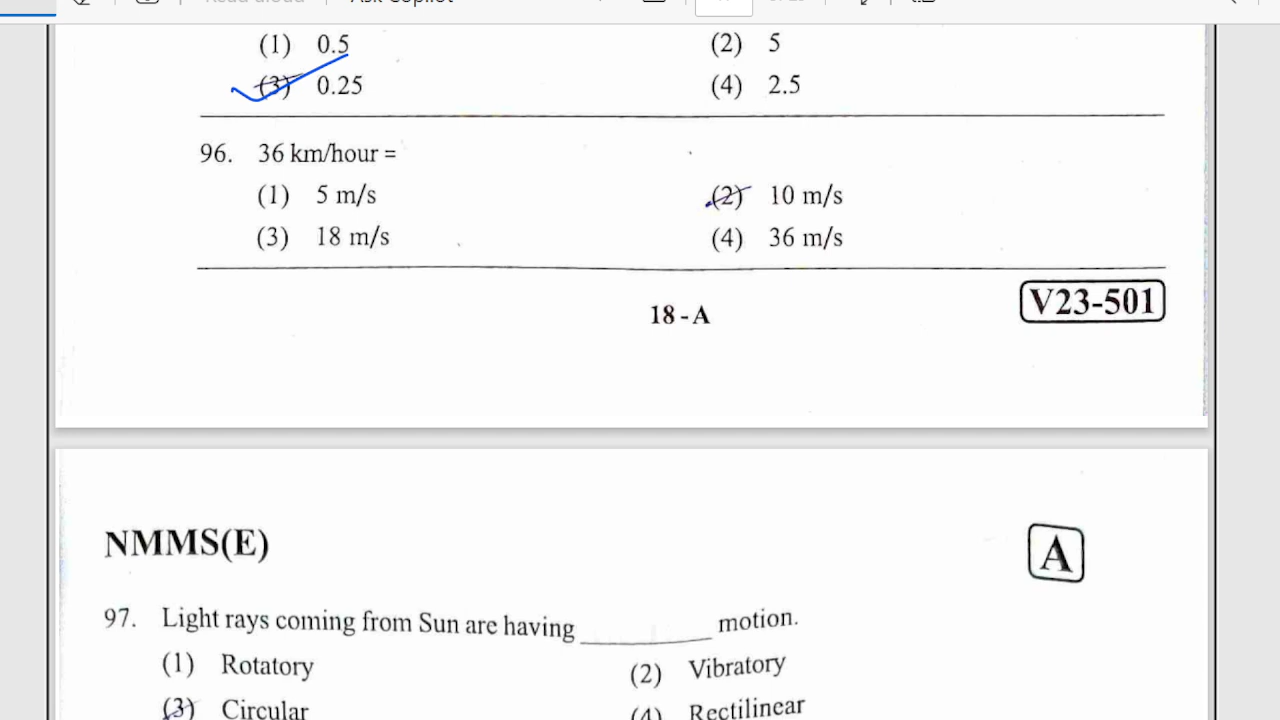 (1) 0.5 (2) 5
(3) 0.25 (4) 2.5
96. 36 km/hour =
(1) 5 m/s (2) 10 m/s
(3) 18 m/s (4) 36 m/s
18 - A
V23-501
NMMS(E)
A
97. Light rays coming from Sun are having __________ motion.
(1) Rotatory (2) Vibratory
(3) Circular (4) Rectilinear